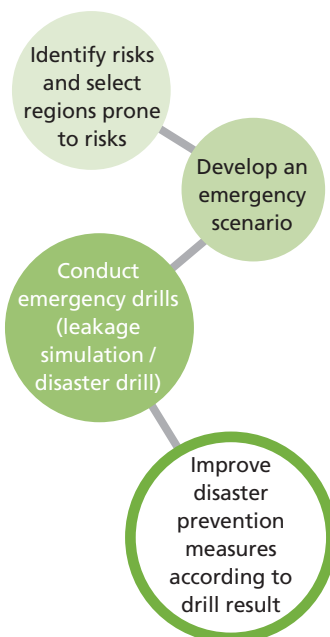 Identify risks
and select
regions prone
to risks
Develop an
emergency
scenario
Conduct
emergency drills
(leakage
simulation /
disaster drill)
Improve
disaster
prevention
measures
according to
drill result